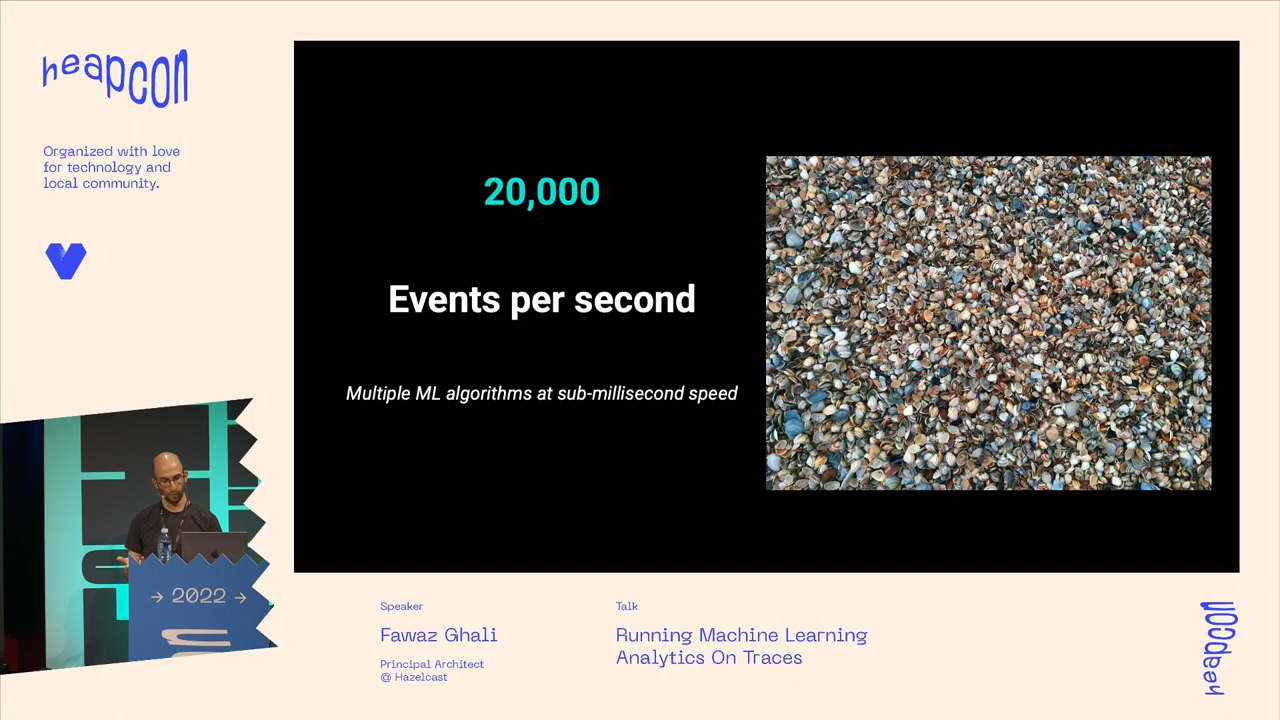 heapcon
Organized with love
for technology and
local community.
20,000
Events per second
Multiple ML algorithms at sub-millisecond speed
→ 2022 →
Speaker
Fawaz Ghali
Principal Architect
@ Hazelcast
Talk
Running Machine Learning
Analytics On Traces
heapcon